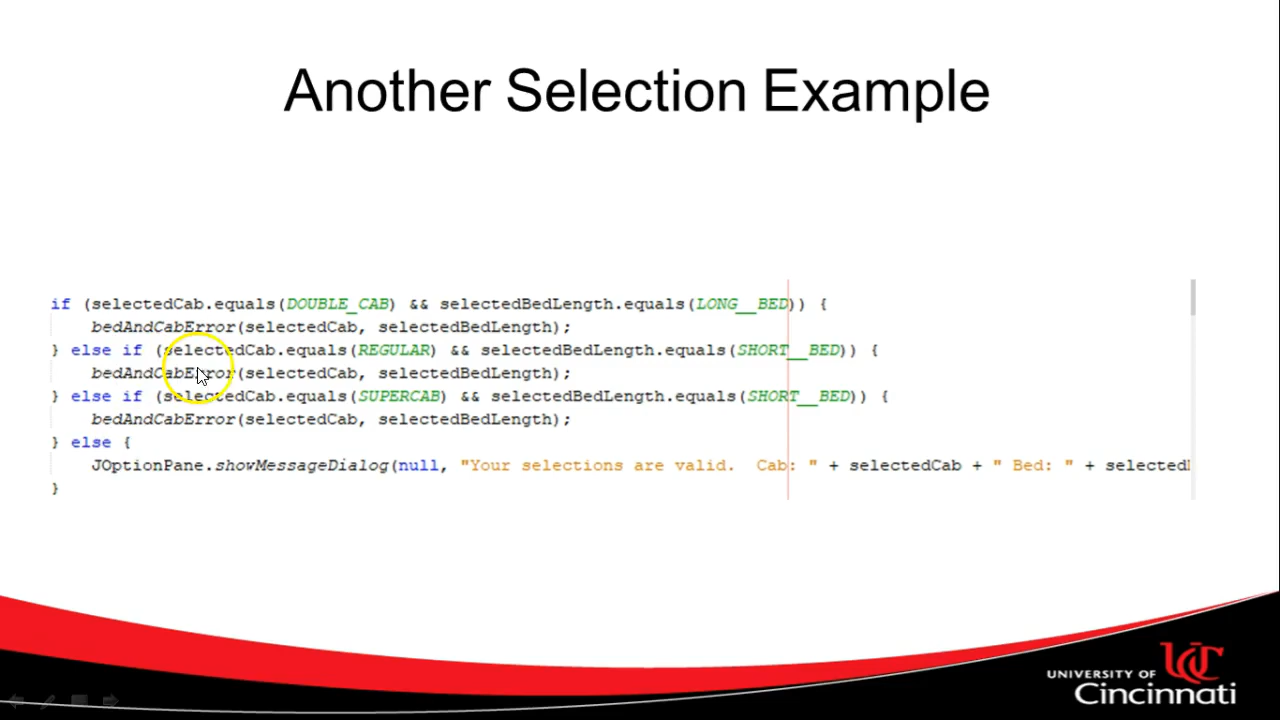 Another Selection Example
if (selectedCab.equals(DOUBLE_CAB) && selectedBedLength.equals(LONG__BED)) {
bedAndCabError(selectedCab, selectedBedLength);
} else if (selectedCab.equals(REGULAR) && selectedBedLength.equals(SHORT__BED)) {
bedAndCabError(selectedCab, selectedBedLength);
} else if (selectedCab.equals(SUPERCAB) && selectedBedLength.equals(SHORT__BED)) {
bedAndCabError(selectedCab, selectedBedLength);
} else {
JOptionPane.showMessageDialog(null, "Your selections are valid.  Cab: " + selectedCab + " Bed: " + selected
}
UC
UNIVERSITY OF
Cincinnati